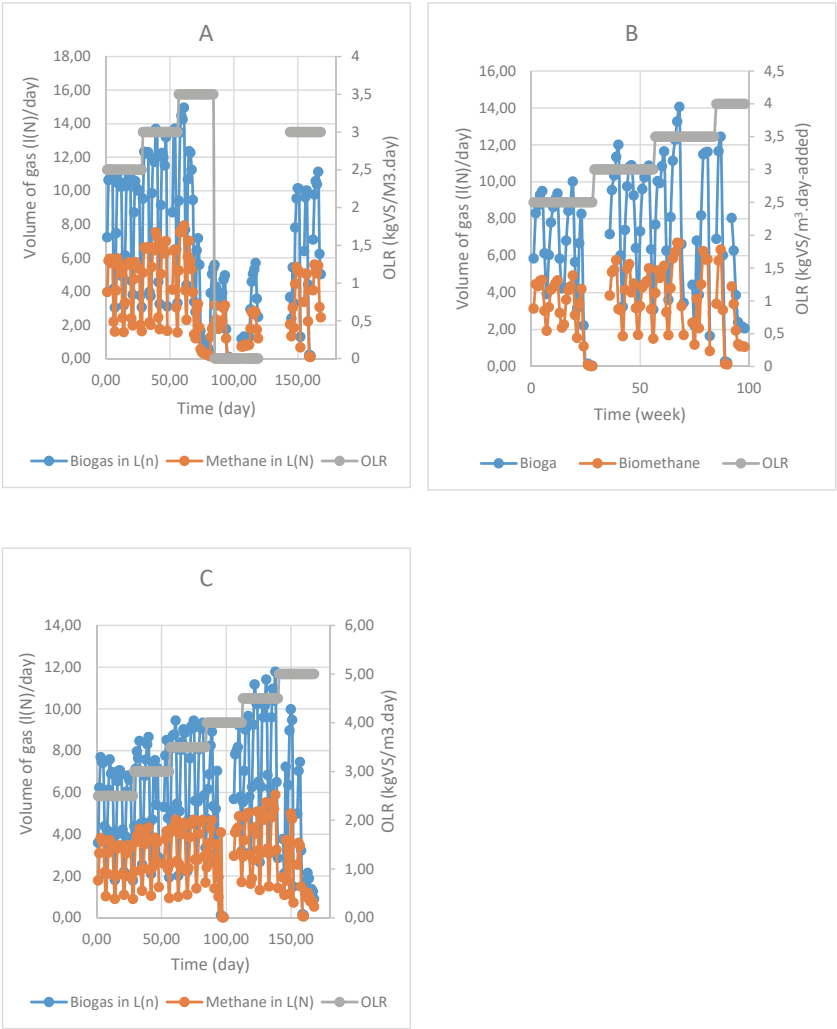 A
Volume of gas (l(N)/day)
18,00
16,00
14,00
12,00
10,00
8,00
6,00
4,00
2,00
0,00
4
3,5
3
2,5
2
1,5
1
0,5
0
OLR (kgVS/M3.day)
0,00 50,00 100,00 150,00
Time (day)
Biogas in L(n) Methane in L(N) OLR
B
Volume of gas (l(N)/day)
16,00
14,00
12,00
10,00
8,00
6,00
4,00
2,00
0,00
4,5
4
3,5
3
2,5
2
1,5
1
0,5
0
OLR (kgVS/m³.day-added)
0 50 100
Time (week)
Bioga Biomethane OLR
C
Volume of gas (l(N)/day)
14,00
12,00
10,00
8,00
6,00
4,00
2,00
0,00
6,00
5,00
4,00
3,00
2,00
1,00
0,00
OLR (kgVS/m3.day)
0,00 50,00 100,00 150,00
Time (day)
Biogas in L(n) Methane in L(N) OLR